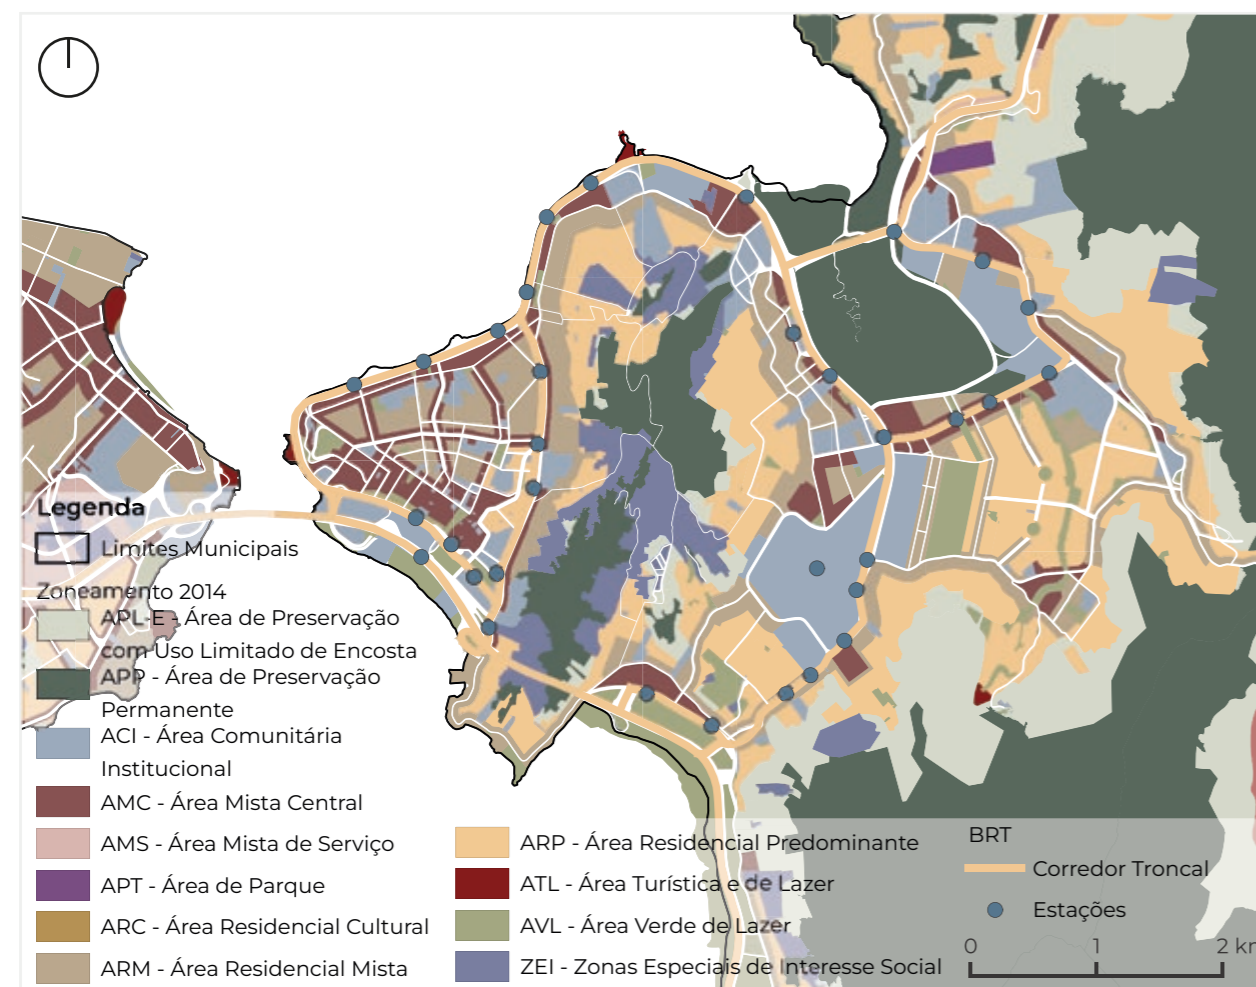 Legenda
Limites Municipais
Zoneamento 2014
APL-E - Área de Preservação
com Uso Limitado de Encosta
APP - Área de Preservação
Permanente
ACI - Área Comunitária
Institucional
AMC - Área Mista Central
AMS - Área Mista de Serviço
APT - Área de Parque
ARC - Área Residencial Cultural
ARM - Área Residencial Mista
ARP - Área Residencial Predominante
ATL - Área Turística e de Lazer
AVL - Área Verde de Lazer
ZEI - Zonas Especiais de Interesse Social
BRT
Corredor Troncal
Estações
0 1 2 km